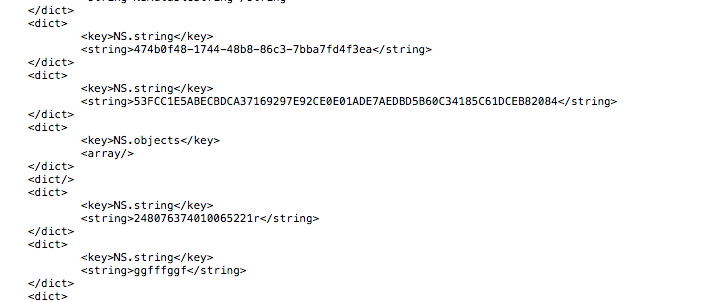 </dict>
<dict>
<key>NS.string</key>
<string>474b0f48-1744-48b8-86c3-7bba7fd4f3ea</string>
</dict>
<dict>
<key>NS.string</key>
<string>53FCC1E5ABECBDCA37169297E92CE0E01ADE7AEDBD5B60C34185C61DCEB82084</string>
</dict>
<dict>
<key>NS.objects</key>
<array/>
</dict>
<dict/>
<dict>
<key>NS.string</key>
<string>248076374010065221r</string>
</dict>
<dict>
<key>NS.string</key>
<string>ggfffggf</string>
</dict>
<dict>